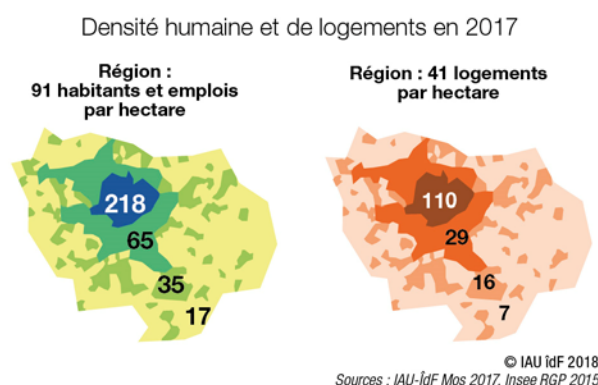 Densité humaine et de logements en 2017
Région :
91 habitants et emplois
par hectare
218
65
35
17
Région : 41 logements
par hectare
110
29
16
7
© IAU îdF 2018
Sources : IAU-ÎdF Mos 2017, Insee RGP 2015